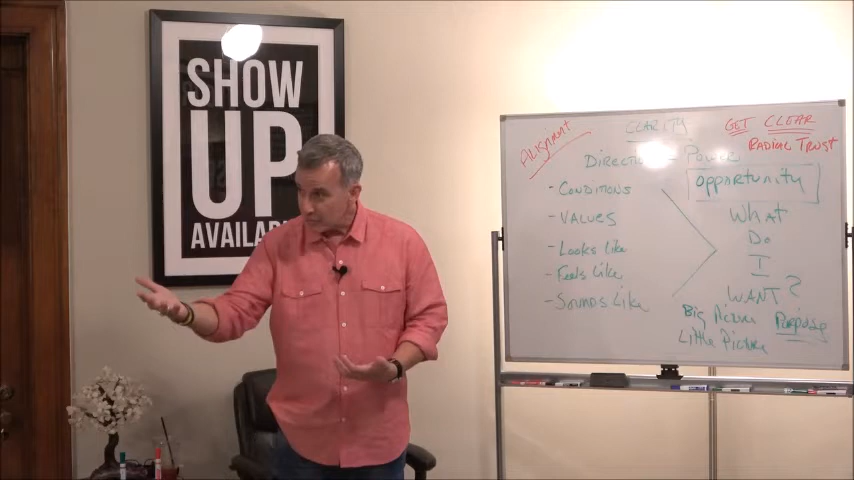 SHOW
UP
AVAILA
Alignment
CLARITY
GET CLEAR
RADICAL TRUST
DIRECTION - POWER
Opportunity
- CONDITIONS
- VALUES
- Looks Like
- Feels Like
- Sounds Like
What
Do
I
WANT?
Big Picture Purpose
Little Picture